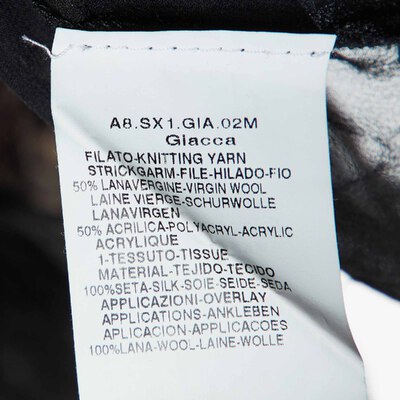 A8.SX1.GIA.02M
Giacca
FILATO-KNITTING YARN
STRICKGARM-FILE-HILADO-FIO
50% LANAVERGINE-VIRGIN WOOL
LAINE VIERGE-SCHURWOLLE
LANAVIRGEN
50% ACRILICA-POLYACRYL-ACRYLIC
ACRYLIQUE
1-TESSUTO-TISSUE
MATERIAL-TEJIDO-TECIDO
100%SETA-SILK-SOIE-SEIDE-SEDA
APPLICAZIONI-OVERLAY
APPLICATIONS-ANKLEBEN
APLICACION-APPLICACOES
100%LANA-WOOL-LAINE-WOLLE